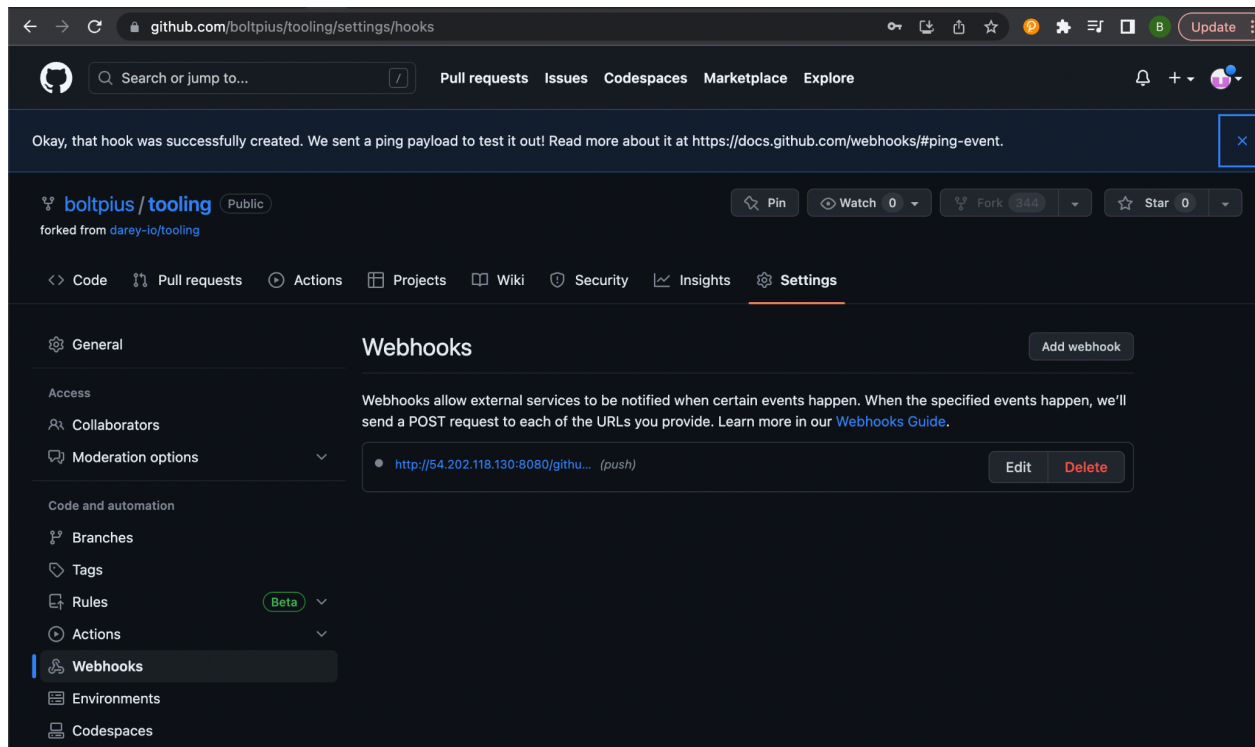 github.com/boltpius/tooling/settings/hooks
B
Update
Search or jump to...
/
Pull requests Issues Codespaces Marketplace Explore
Okay, that hook was successfully created. We sent a ping payload to test it out! Read more about it at https://docs.github.com/webhooks/#ping-event.
boltpius / tooling Public
Pin
Watch 0
Fork 344
Star 0
forked from darey-io/tooling
Code Pull requests Actions Projects Wiki Security Insights Settings
General
Access
Collaborators
Moderation options
Code and automation
Branches
Tags
Rules Beta
Actions
Webhooks
Environments
Codespaces
Webhooks
Add webhook
Webhooks allow external services to be notified when certain events happen. When the specified events happen, we’ll
send a POST request to each of the URLs you provide. Learn more in our Webhooks Guide.
http://54.202.118.130:8080/githu... (push)
Edit Delete